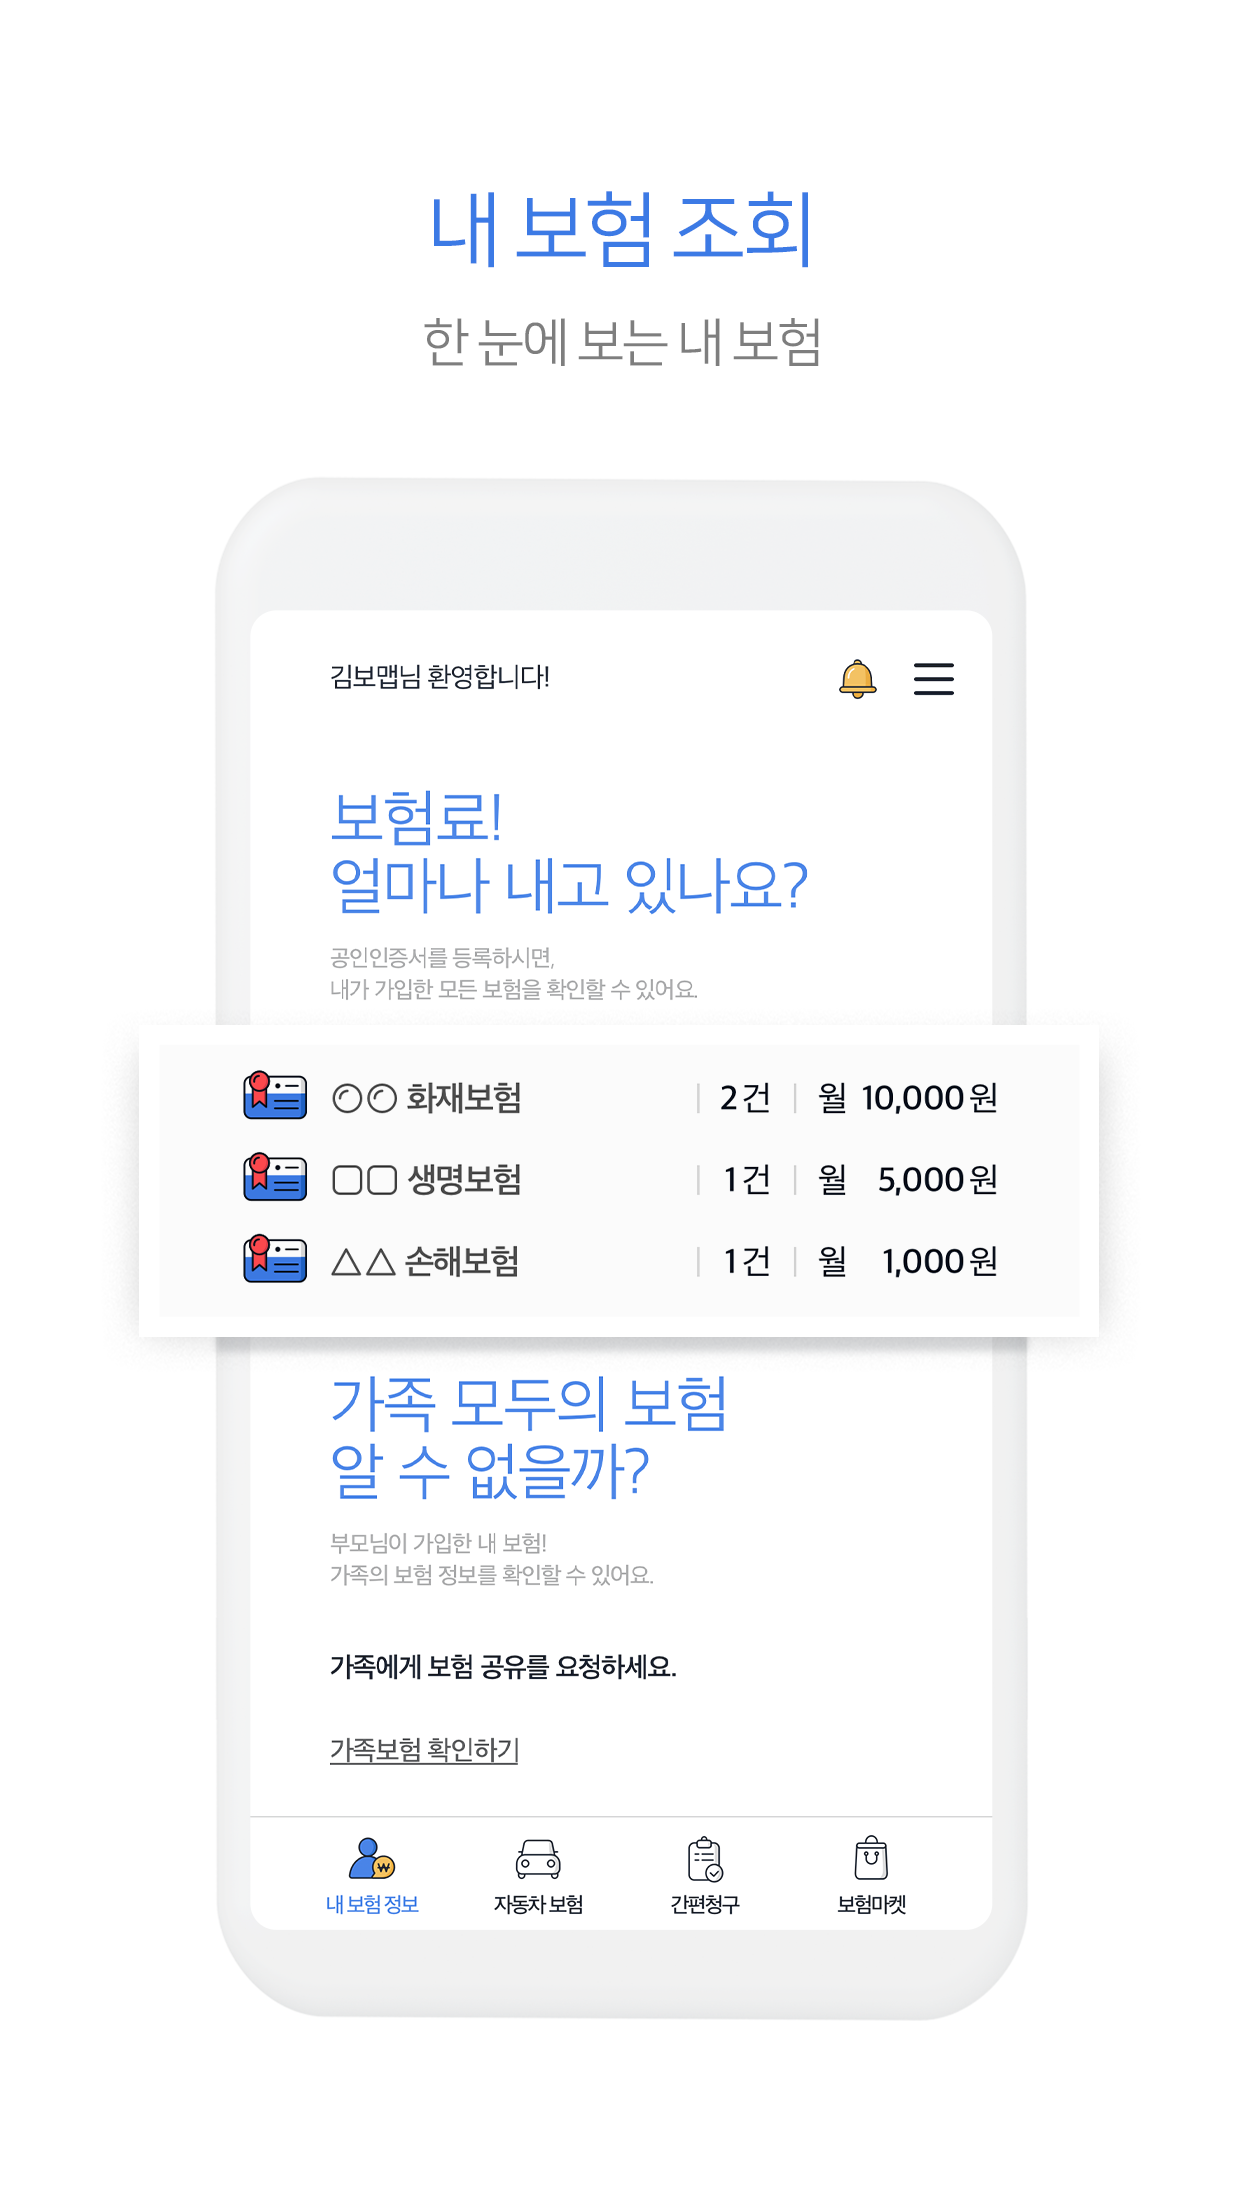 내 보험 조회
한 눈에 보는 내 보험
김보맵님 환영합니다!
보험료!
얼마나 내고 있나요?
공인인증서를 등록하시면,
내가 가입한 모든 보험을 확인할 수 있어요.
○○ 화재보험 | 2건 | 월 10,000원
□□ 생명보험 | 1건 | 월 5,000원
△△ 손해보험 | 1건 | 월 1,000원
가족 모두의 보험
알 수 없을까?
부모님이 가입한 내 보험!
가족의 보험 정보를 확인할 수 있어요.
가족에게 보험 공유를 요청하세요.
가족보험 확인하기
내 보험 정보 자동차 보험 간편청구 보험마켓